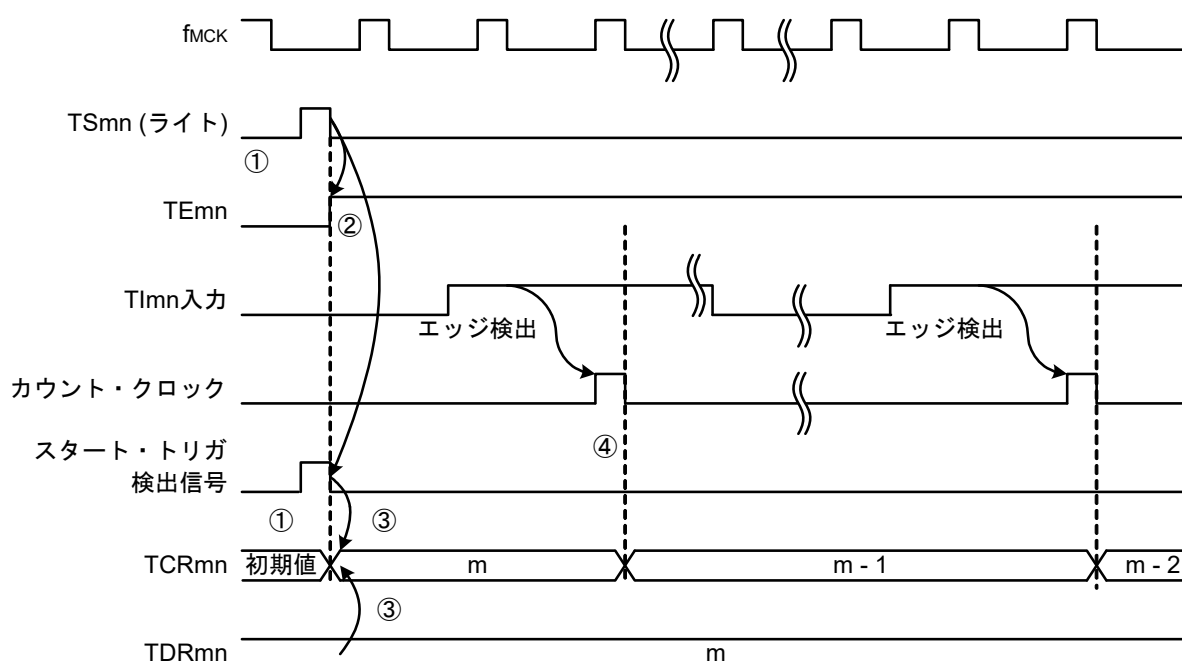 fMCK
TSmn (ライト)
①
TEmn
②
TImn入力
エッジ検出
エッジ検出
カウント・クロック
④
スタート・トリガ
検出信号
①
③
TCRmn
初期値
m
m - 1
m - 2
③
TDRmn
m